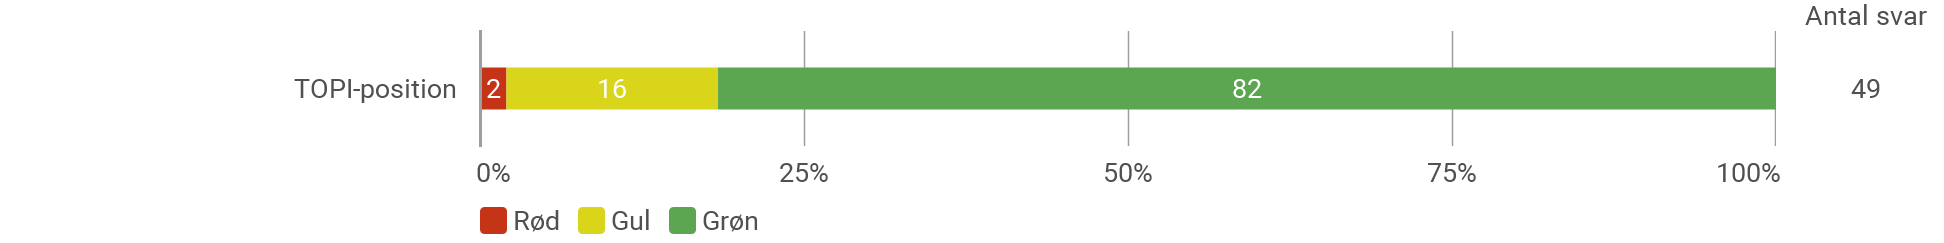 Antal svar
TOPI-position 2 16 82 49
0% 25% 50% 75% 100%
Rød Gul Grøn